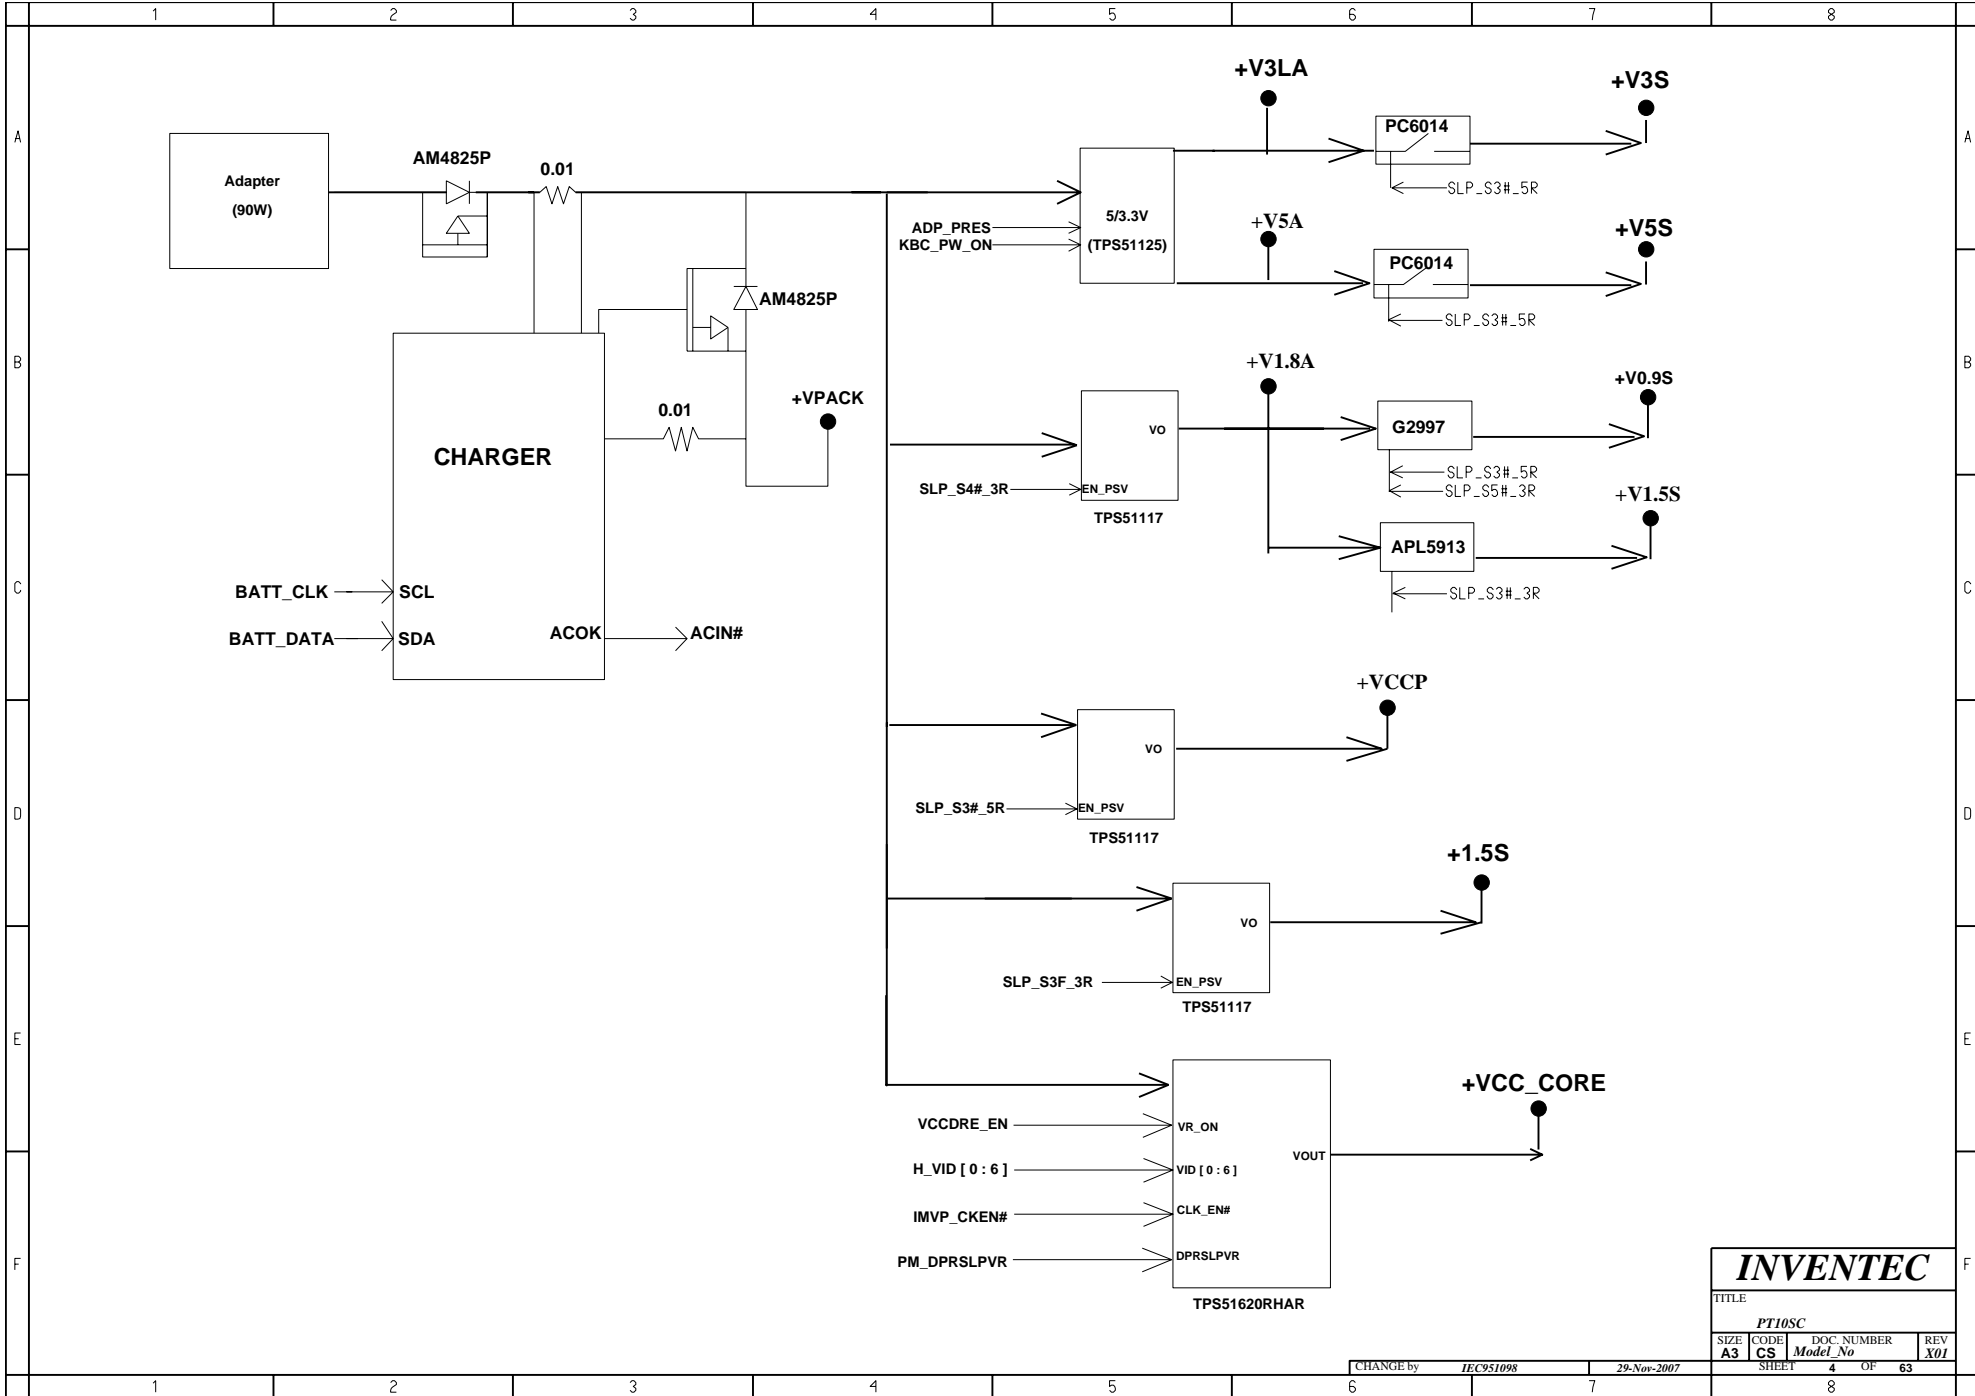 1 2 3 4 5 6 7 8
A
B
C
D
E
F
Adapter
(90W)
AM4825P
0.01
AM4825P
0.01
+VPACK
CHARGER
BATT_CLK
SCL
BATT_DATA
SDA
ACOK
ACIN#
ADP_PRES
KBC_PW_ON
5/3.3V
(TPS51125)
+V3LA
PC6014
SLP_S3#_5R
+V3S
+V5A
PC6014
SLP_S3#_5R
+V5S
SLP_S4#_3R
VO
EN_PSV
TPS51117
+V1.8A
G2997
SLP_S3#_5R
SLP_S5#_3R
+V0.9S
APL5913
SLP_S3#_3R
+V1.5S
SLP_S3#_5R
VO
EN_PSV
TPS51117
+VCCP
SLP_S3F_3R
VO
EN_PSV
TPS51117
+1.5S
VCCDRE_EN
VR_ON
H_VID [ 0 : 6 ]
VID [ 0 : 6 ]
IMVP_CKEN#
CLK_EN#
PM_DPRSLPVR
DPRSLPVR
VOUT
TPS51620RHAR
+VCC_CORE
INVENTEC
TITLE
PT10SC
SIZE CODE DOC. NUMBER REV
A3 CS Model_No X01
CHANGE by IEC951098 29-Nov-2007 SHEET 4 OF 63
A
B
C
D
E
F
1 2 3 4 5 6 7 8